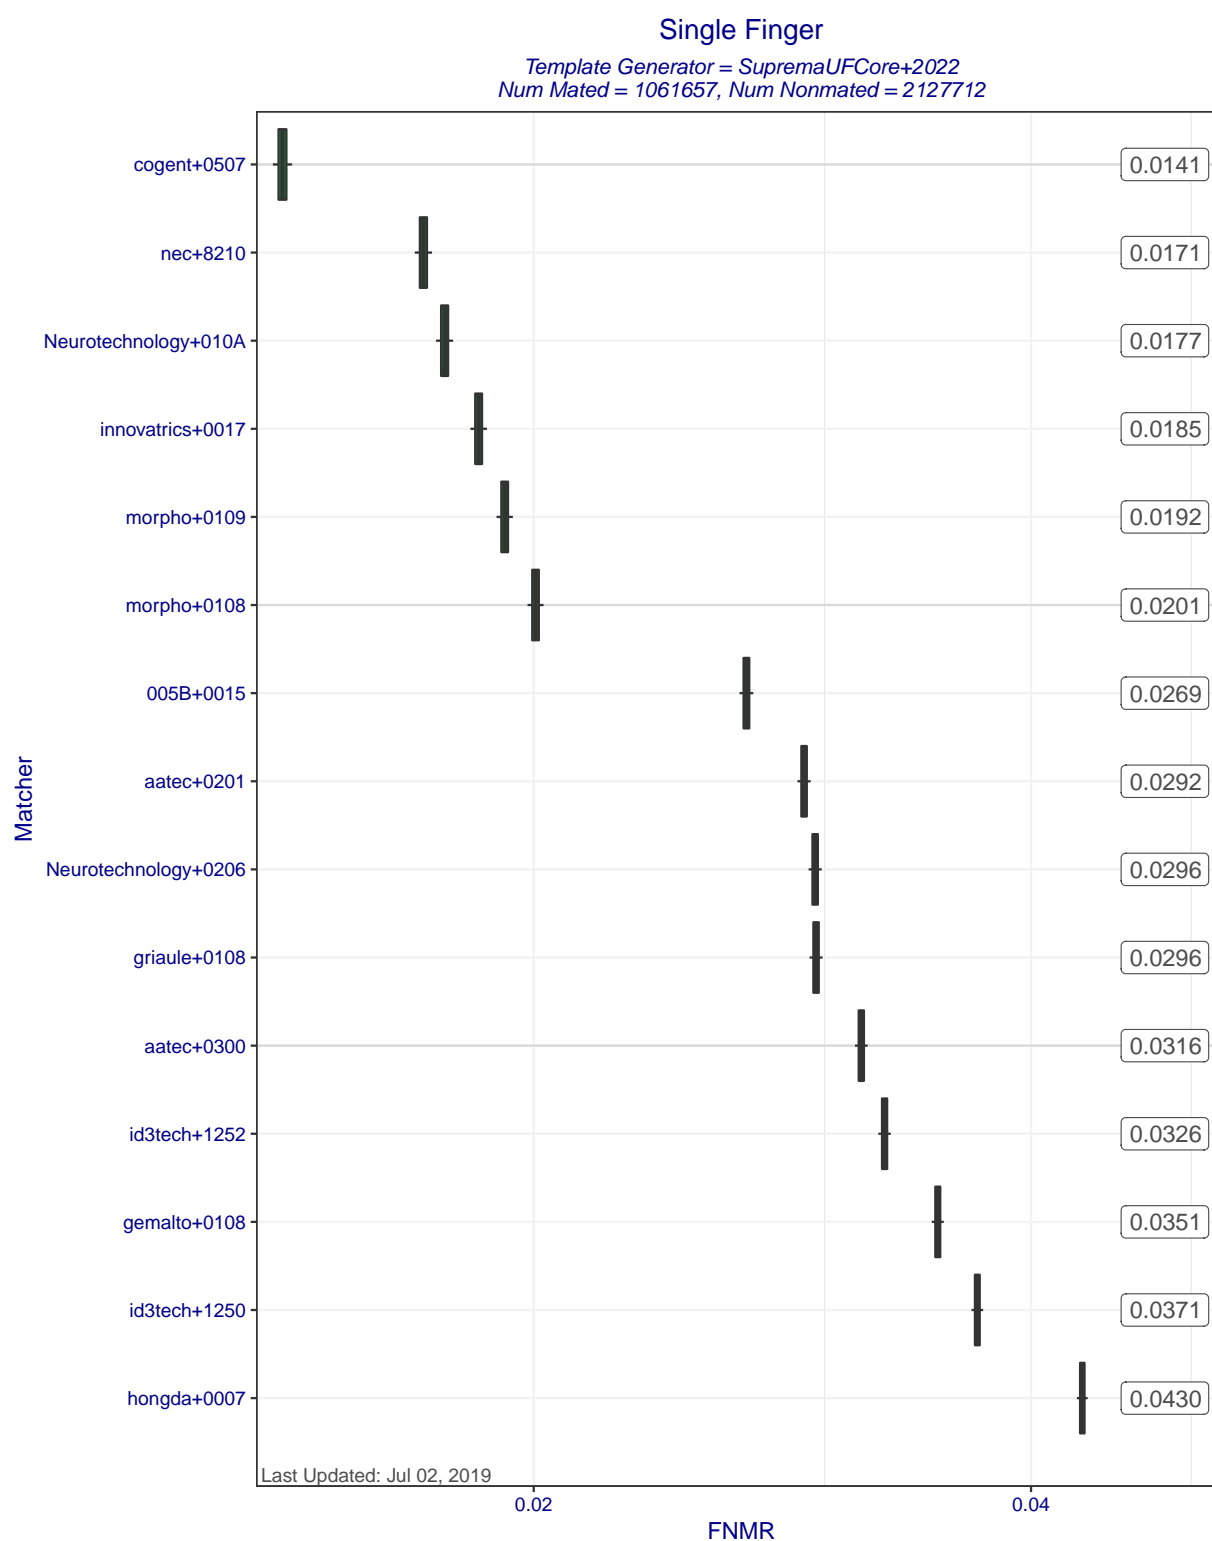 Single Finger
Template Generator = SupremaUFCore+2022
Num Mated = 1061657, Num Nonmated = 2127712
Matcher
cogent+0507 0.0141
nec+8210 0.0171
Neurotechnology+010A 0.0177
innovatrics+0017 0.0185
morpho+0109 0.0192
morpho+0108 0.0201
005B+0015 0.0269
aatec+0201 0.0292
Neurotechnology+0206 0.0296
griaule+0108 0.0296
aatec+0300 0.0316
id3tech+1252 0.0326
gemalto+0108 0.0351
id3tech+1250 0.0371
hongda+0007 0.0430
Last Updated: Jul 02, 2019
0.02 0.04
FNMR